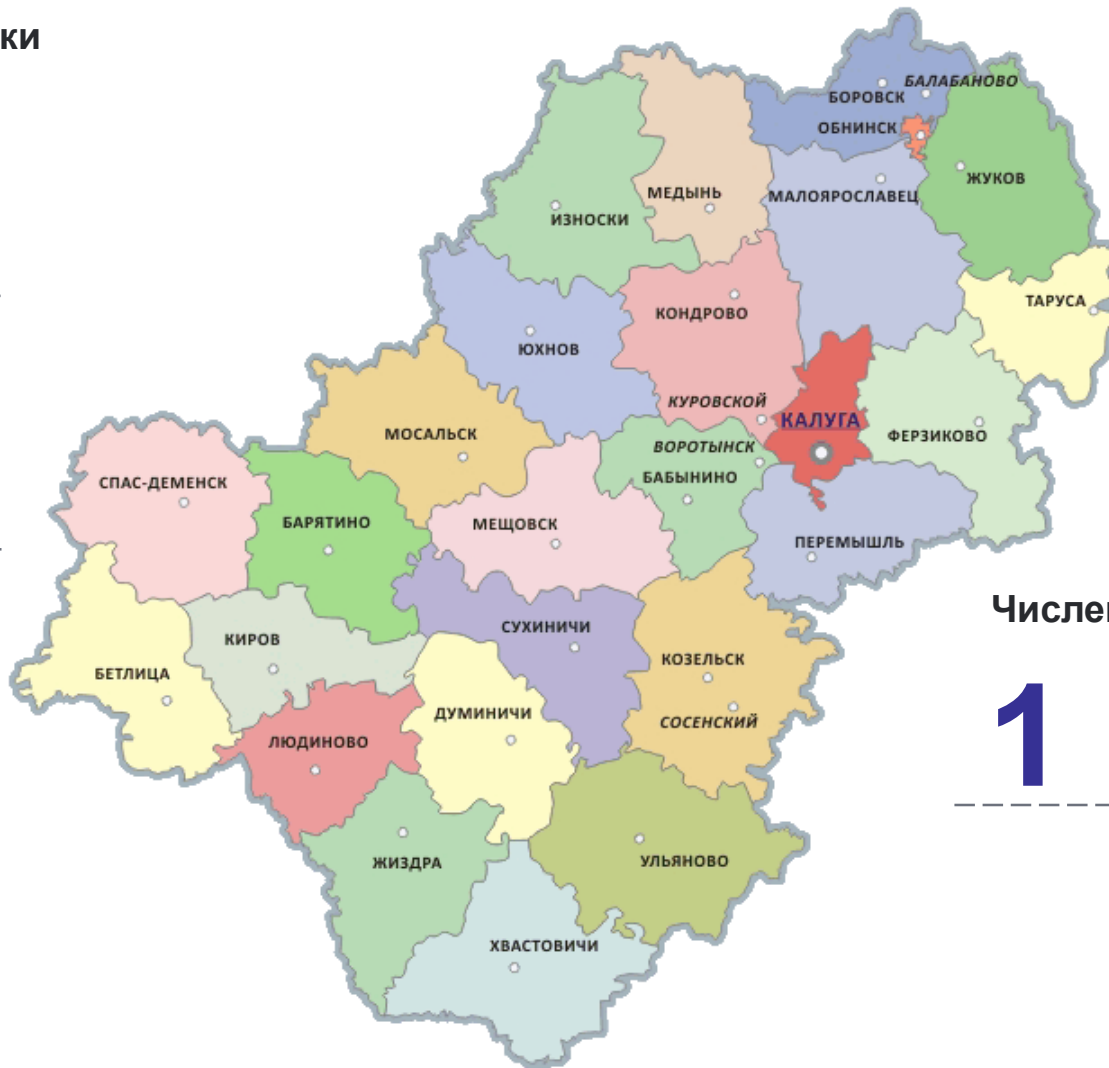 ки
БАЛАБАНОВО
БОРОВСК
ОБНИНСК
ЖУКОВ
МЕДЫНЬ
МАЛОЯРОСЛАВЕЦ
ИЗНОСКИ
ТАРУСА
КОНДРОВО
ЮХНОВ
КУРОВСКОЙ
КАЛУГА
МОСАЛЬСК
ФЕРЗИКОВО
ВОРОТЫНСК
БАБЫНИНО
СПАС-ДЕМЕНСК
БАРЯТИНО
МЕЩОВСК
ПЕРЕМЫШЛЬ
Числе
СУХИНИЧИ
КИРОВ
КОЗЕЛЬСК
БЕТЛИЦА
ДУМИНИЧИ
СОСЕНСКИЙ
1
ЛЮДИНОВО
УЛЬЯНОВО
ЖИЗДРА
ХВАСТОВИЧИ